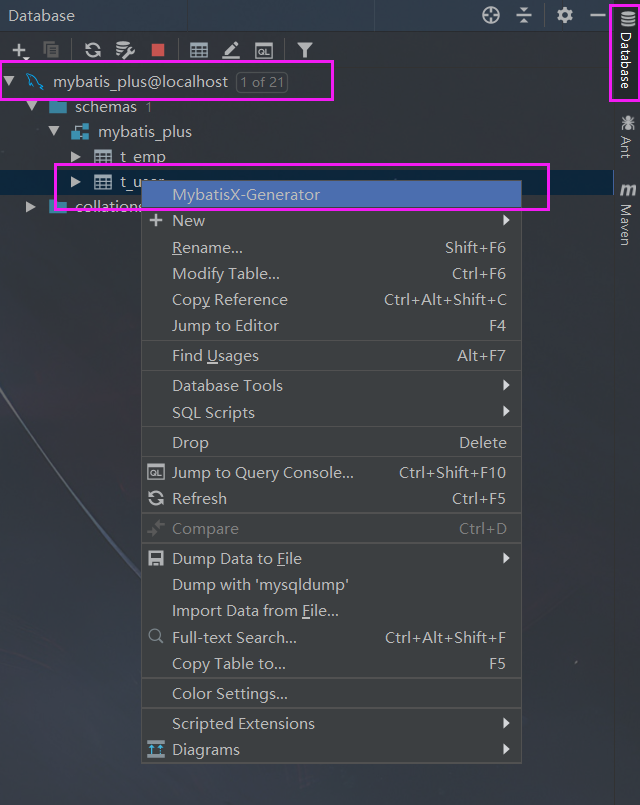 Database
mybatis_plus@localhost 1 of 21
schemas 1
mybatis_plus
t_emp
MybatisX-Generator
New
Rename... Shift+F6
Modify Table... Ctrl+F6
Copy Reference Ctrl+Alt+Shift+C
Jump to Editor F4
Find Usages Alt+F7
Database Tools
SQL Scripts
Drop Delete
QL Jump to Query Console... Ctrl+Shift+F10
Refresh Ctrl+F5
Compare Ctrl+D
Dump Data to File
Dump with 'mysqldump'
Import Data from File...
Full-text Search... Ctrl+Alt+Shift+F
Copy Table to... F5
Color Settings...
Scripted Extensions
Diagrams
QL
Database
Ant
m
Maven